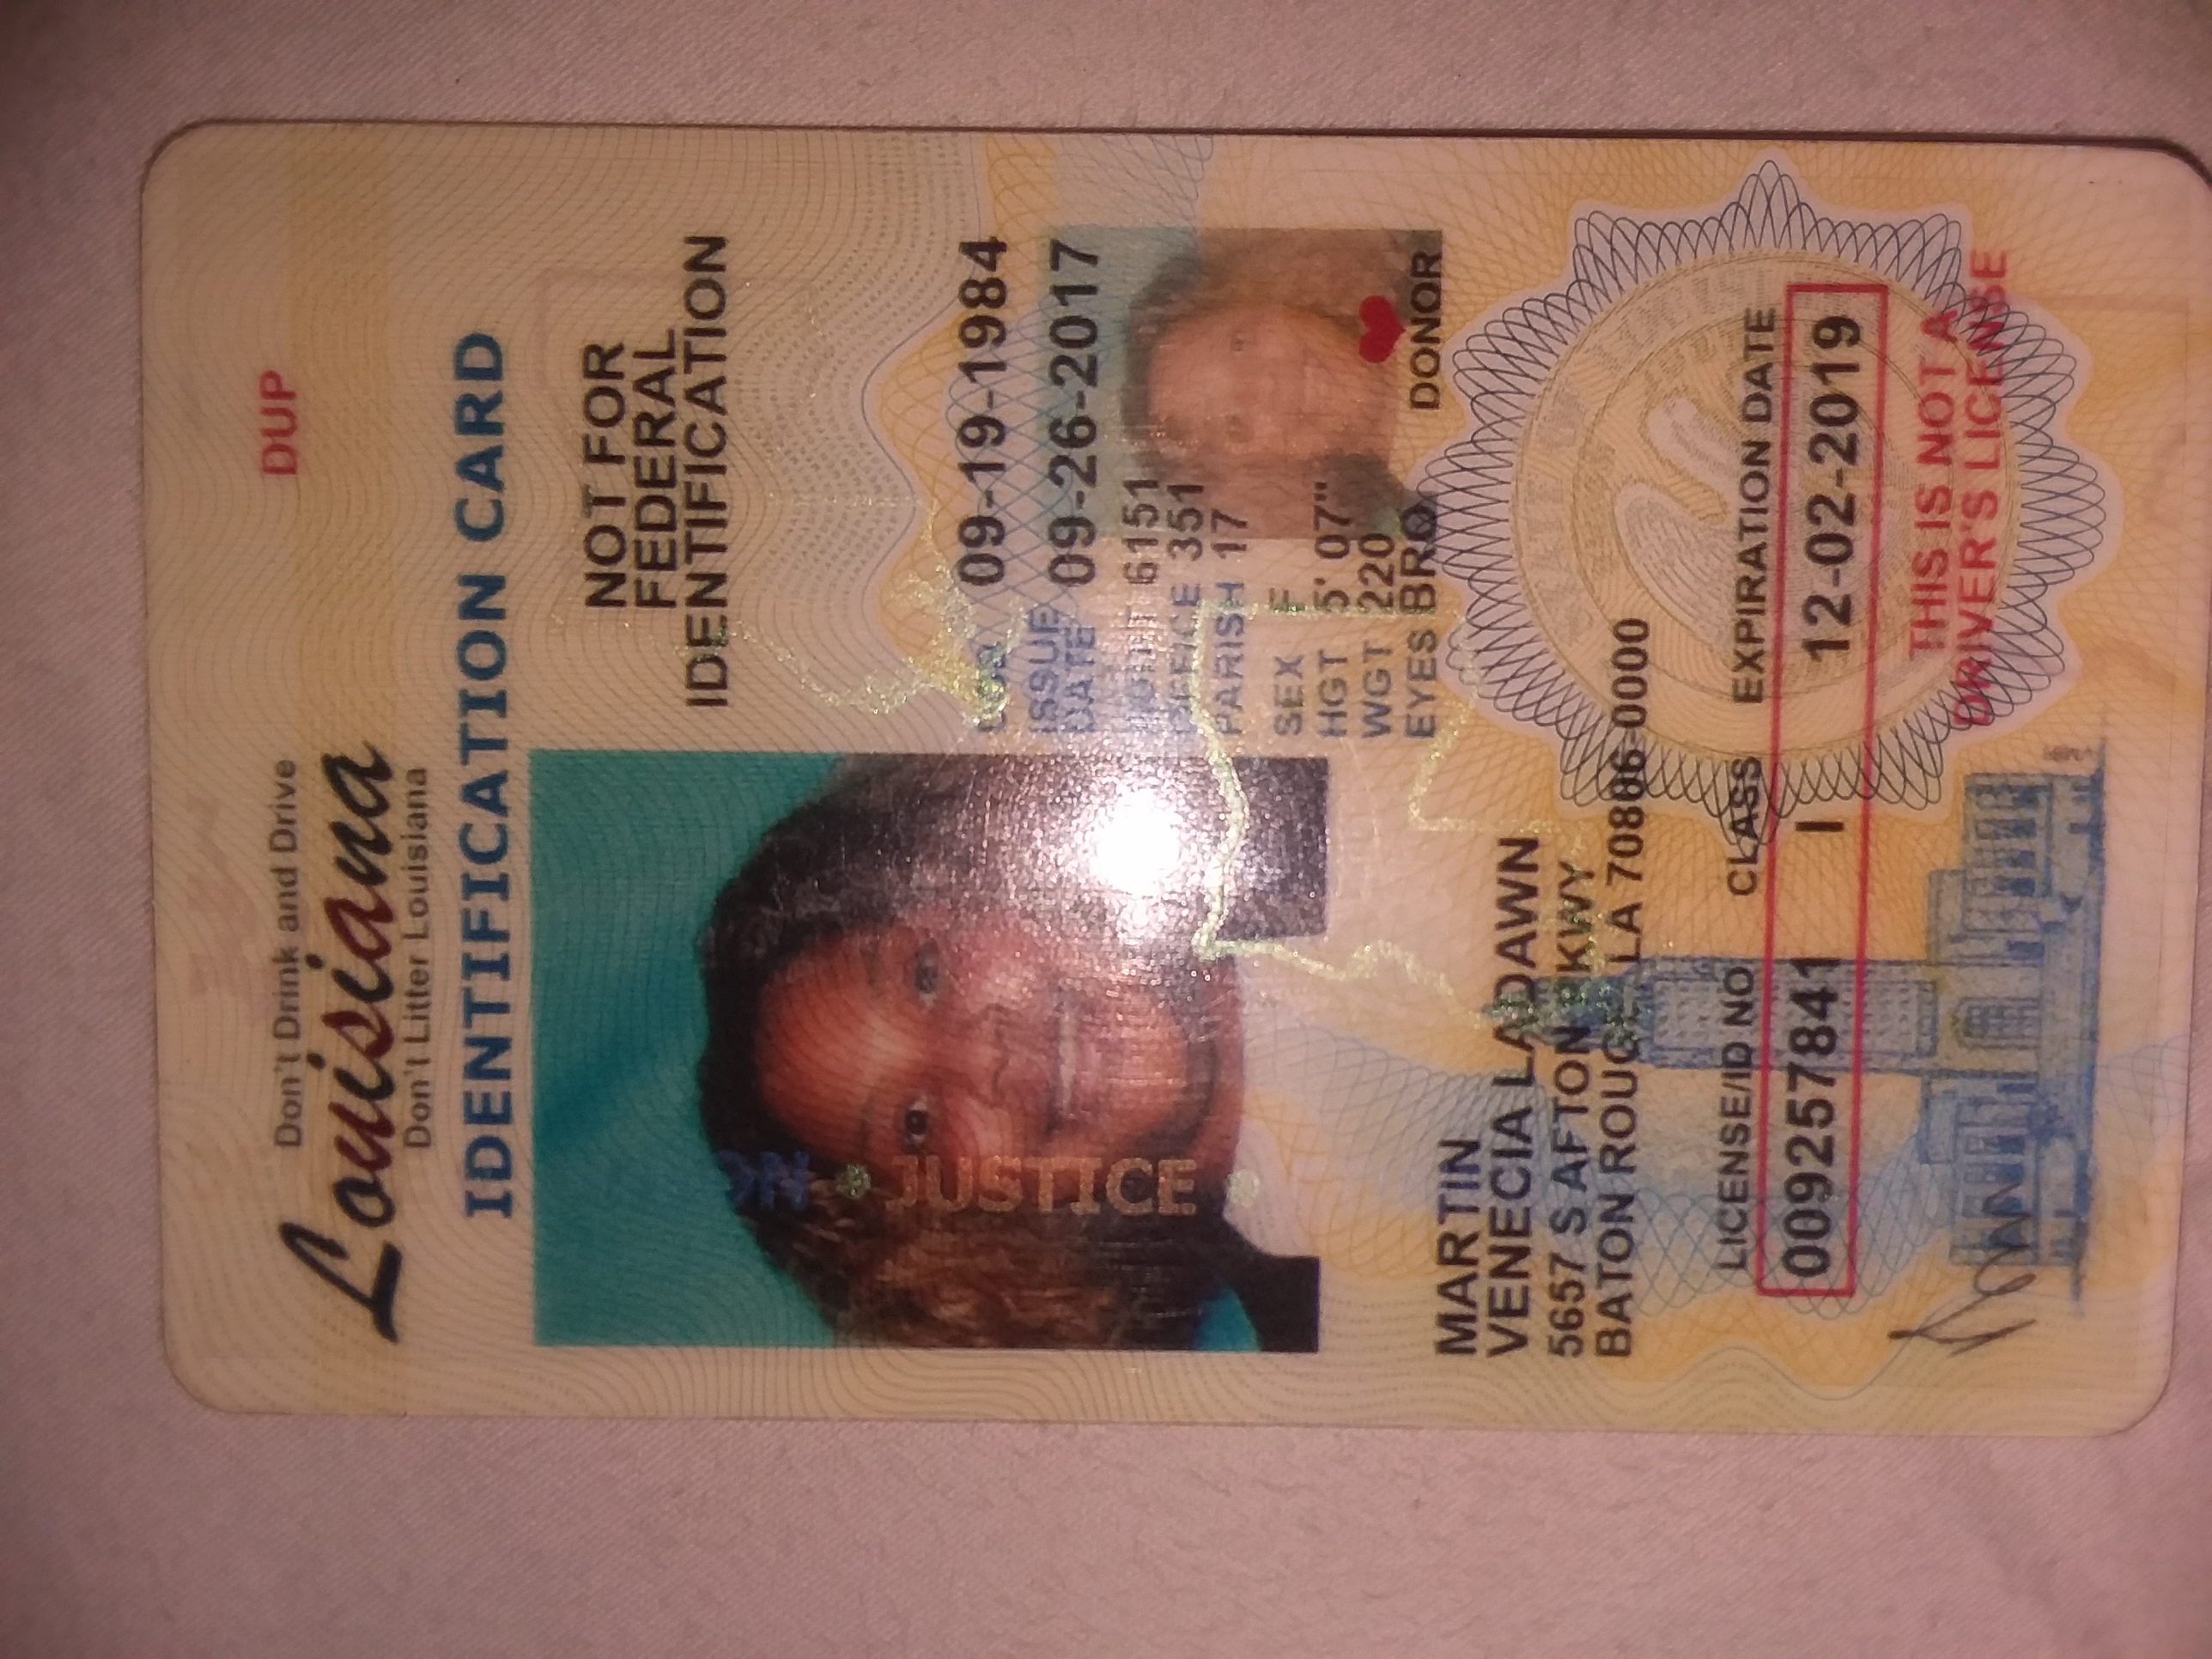 DUP
Don't Drink and Drive
Louisiana
Don't Litter Louisiana
IDENTIFICATION CARD
NOT FOR
FEDERAL
IDENTIFICATION
JUSTICE
DOB 09-19-1984
ISSUE
DATE 09-26-2017
6151
OFFICE 351
PARISH 17
SEX F
HGT 5' 07"
WGT 220
EYES BRO
DONOR
MARTIN
VENECIA LADAWN
5657 S AFTON PKWY
BATON ROUGE, LA 70806-0000
LICENSE/ID NO CLASS EXPIRATION DATE
009257841 I 12-02-2019
THIS IS NOT A
DRIVER'S LICENSE